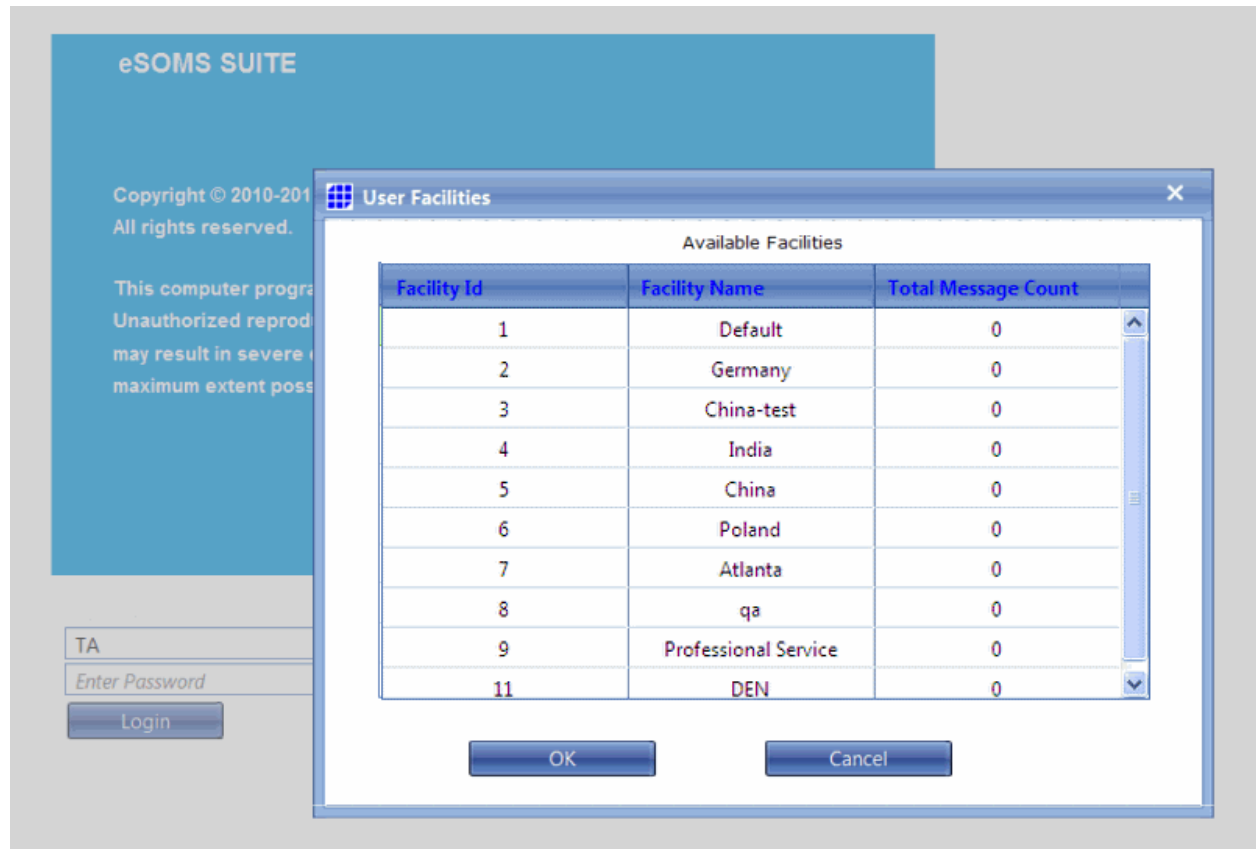 eSOMS SUITE
Copyright © 2010-201
All rights reserved.
This computer progra
Unauthorized reprod
may result in severe
maximum extent poss
TA
Enter Password
Login
User Facilities
Available Facilities
Facility Id Facility Name Total Message Count
1 Default 0
2 Germany 0
3 China-test 0
4 India 0
5 China 0
6 Poland 0
7 Atlanta 0
8 qa 0
9 Professional Service 0
11 DEN 0
OK Cancel